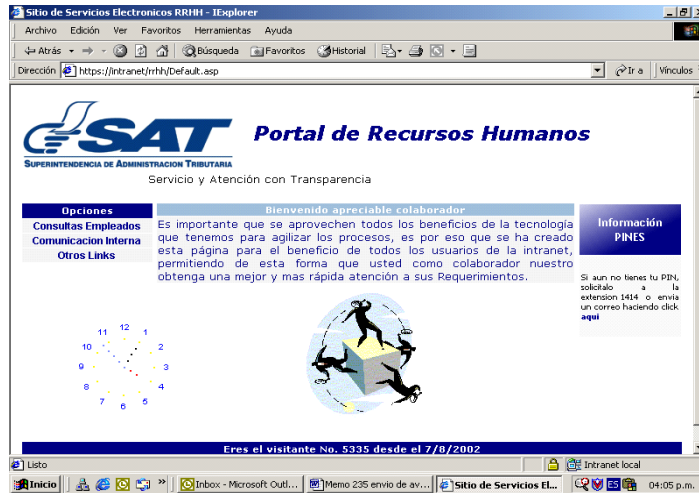 Sitio de Servicios Electronicos RRHH - IExplorer
Archivo Edición Ver Favoritos Herramientas Ayuda
Atrás Búsqueda Favoritos Historial
Dirección https://intranet/rrhh/Default.asp Ir a Vínculos
SAT
SUPERINTENDENCIA DE ADMINISTRACION TRIBUTARIA
Portal de Recursos Humanos
Servicio y Atención con Transparencia
Opciones
Consultas Empleados
Comunicacion Interna
Otros Links
Bienvenido apreciable colaborador
Es importante que se aprovechen todos los beneficios de la tecnología
que tenemos para agilizar los procesos, es por eso que se ha creado
esta página para el beneficio de todos los usuarios de la intranet,
permitiendo de esta forma que usted como colaborador nuestro
obtenga una mejor y mas rápida atención a sus Requerimientos.
Información
PINES
Si aun no tienes tu PIN,
solicitalo a la
extension 1414 o envia
un correo haciendo click
aqui
12
11 1
10 2
9 3
8 4
7 5
6
Eres el visitante No. 5335 desde el 7/8/2002
Listo Intranet local
Inicio Inbox - Microsoft Outl... Memo 235 envio de av... Sitio de Servicios El... ES 04:05 p.m.